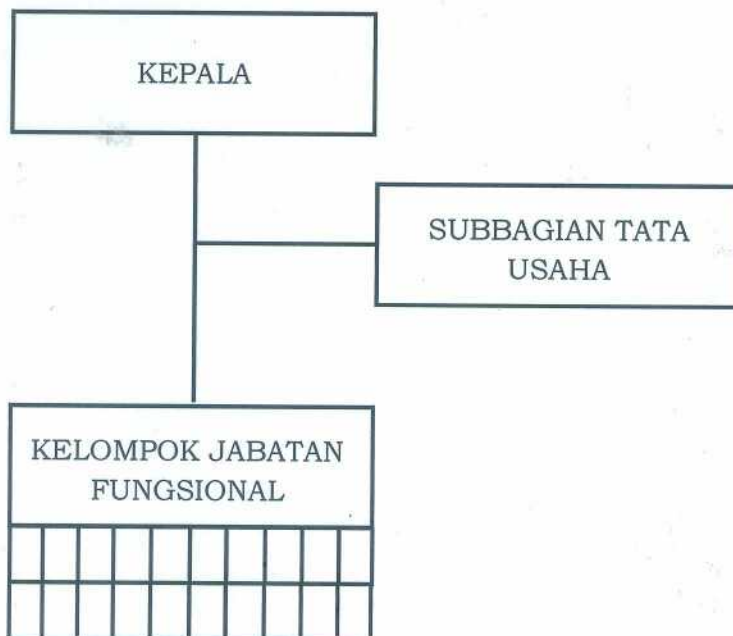 KEPALA
SUBBAGIAN TATA
USAHA
KELOMPOK JABATAN
FUNGSIONAL